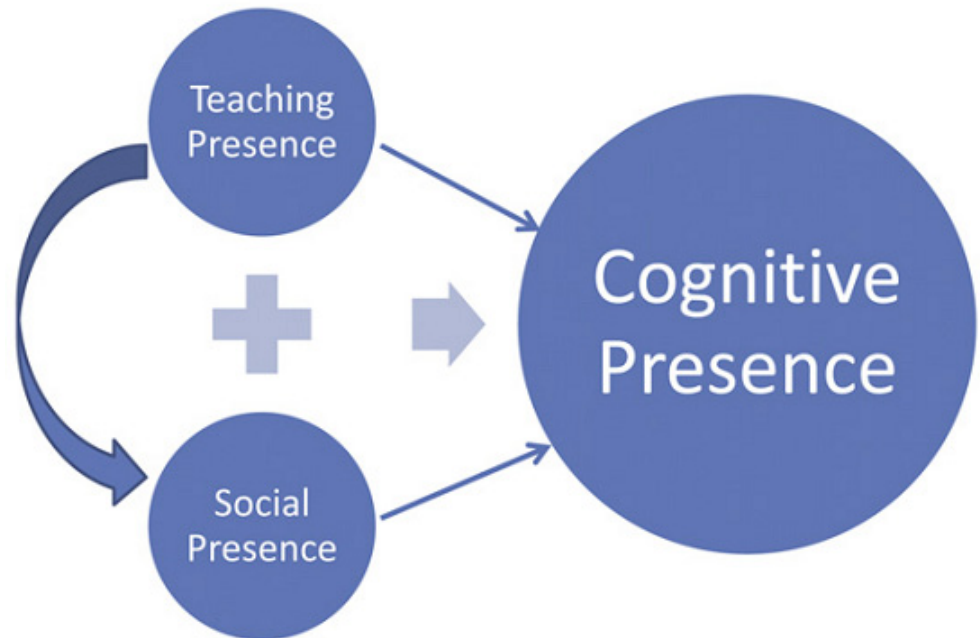 Teaching
Presence
Cognitive
Presence
Social
Presence